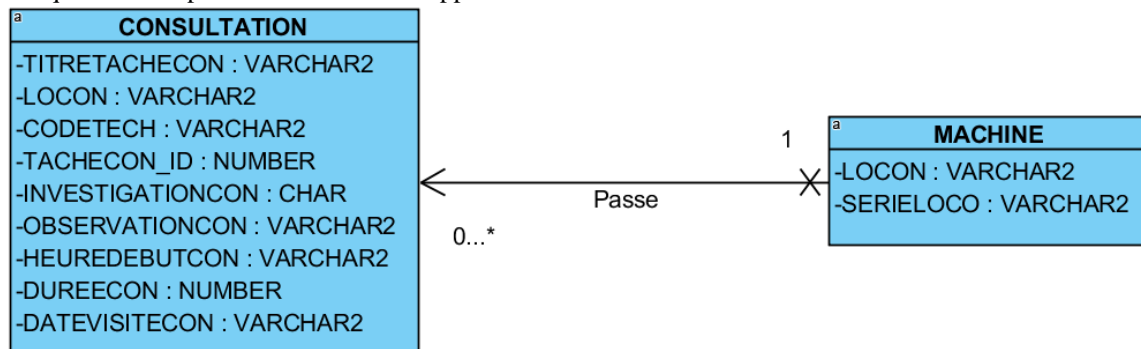 a
CONSULTATION
-TITRETACHECON : VARCHAR2
-LOCON : VARCHAR2
-CODETECH : VARCHAR2
-TACHECON_ID : NUMBER
-INVESTIGATIONCON : CHAR
-OBSERVATIONCON : VARCHAR2
-HEUREDEBUTCON : VARCHAR2
-DUREECON : NUMBER
-DATEVISITECON : VARCHAR2
0...*
Passe
1
a
MACHINE
-LOCON : VARCHAR2
-SERIELOCO : VARCHAR2